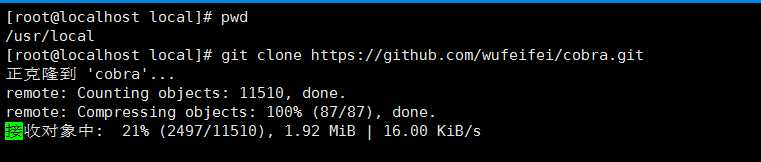 [root@localhost local]# pwd
/usr/local
[root@localhost local]# git clone https://github.com/wufeifei/cobra.git
正克隆到 'cobra'...
remote: Counting objects: 11510, done.
remote: Compressing objects: 100% (87/87), done.
接收对象中:  21% (2497/11510), 1.92 MiB | 16.00 KiB/s